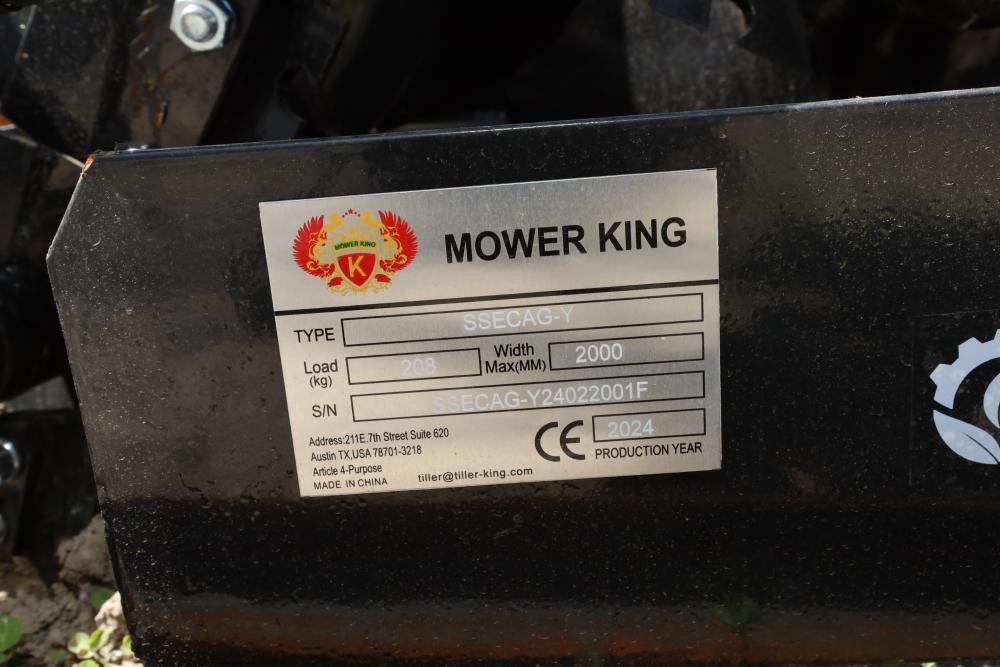 MOWER KING
K
MOWER KING
TYPE SSECAG-Y
Load (kg) 208 Width Max(MM) 2000
S/N SSECAG-Y24022001F
Address:211E.7th Street Suite 620
Austin TX,USA 78701-3218
Article 4-Purpose
MADE IN CHINA
tiller@tiller-king.com
CE 2024
PRODUCTION YEAR